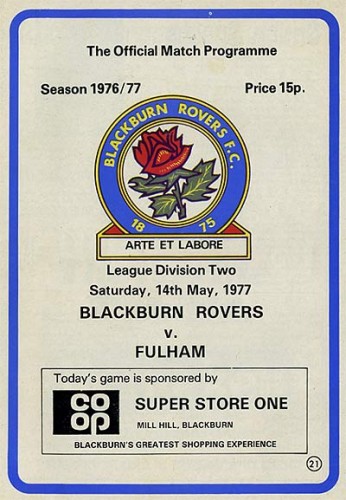 The Official Match Programme
Season 1976/77 Price 15p.
BLACKBURN ROVERS F.C.
18 75
ARTE ET LABORE
League Division Two
Saturday, 14th May, 1977
BLACKBURN ROVERS
v.
FULHAM
Today's game is sponsored by
CO OP SUPER STORE ONE
MILL HILL, BLACKBURN
BLACKBURN'S GREATEST SHOPPING EXPERIENCE
21